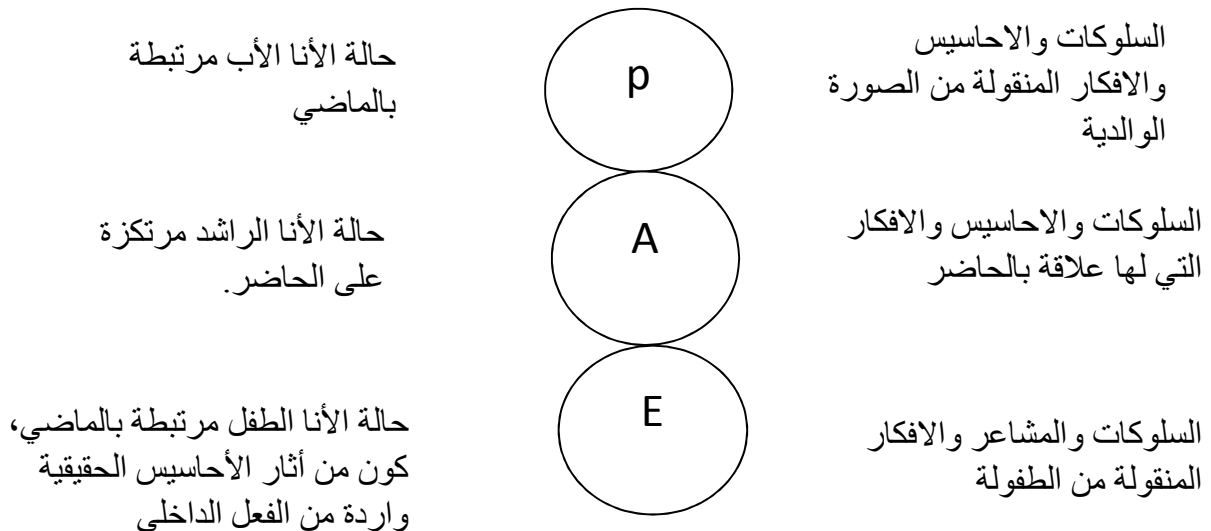 السلوكات والاحاسيس
والافكار المنقولة من الصورة
الوالدية
p
حالة الأنا الأب مرتبطة
بالماضي
السلوكات والاحاسيس والافكار
التي لها علاقة بالحاضر
A
حالة الأنا الراشد مرتكزة
على الحاضر.
السلوكات والمشاعر والافكار
المنقولة من الطفولة
E
حالة الأنا الطفل مرتبطة بالماضي،
كون من أثار الأحاسيس الحقيقية
واردة من الفعل الداخلي